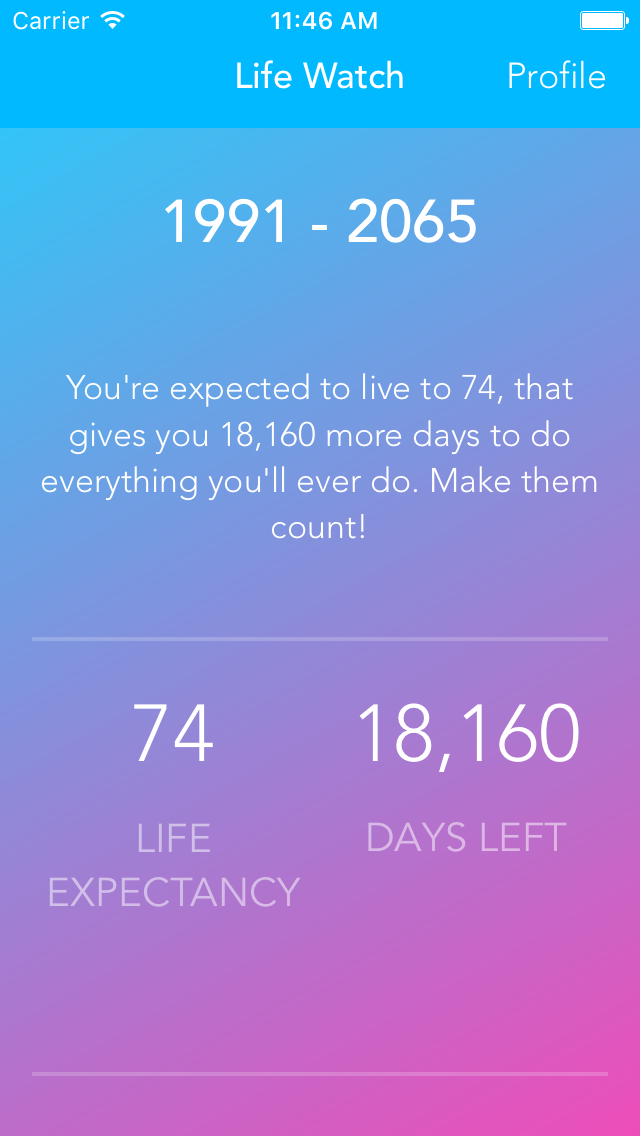 Carrier 11:46 AM
Life Watch Profile
1991 - 2065
You're expected to live to 74, that
gives you 18,160 more days to do
everything you'll ever do. Make them
count!
74 18,160
LIFE DAYS LEFT
EXPECTANCY